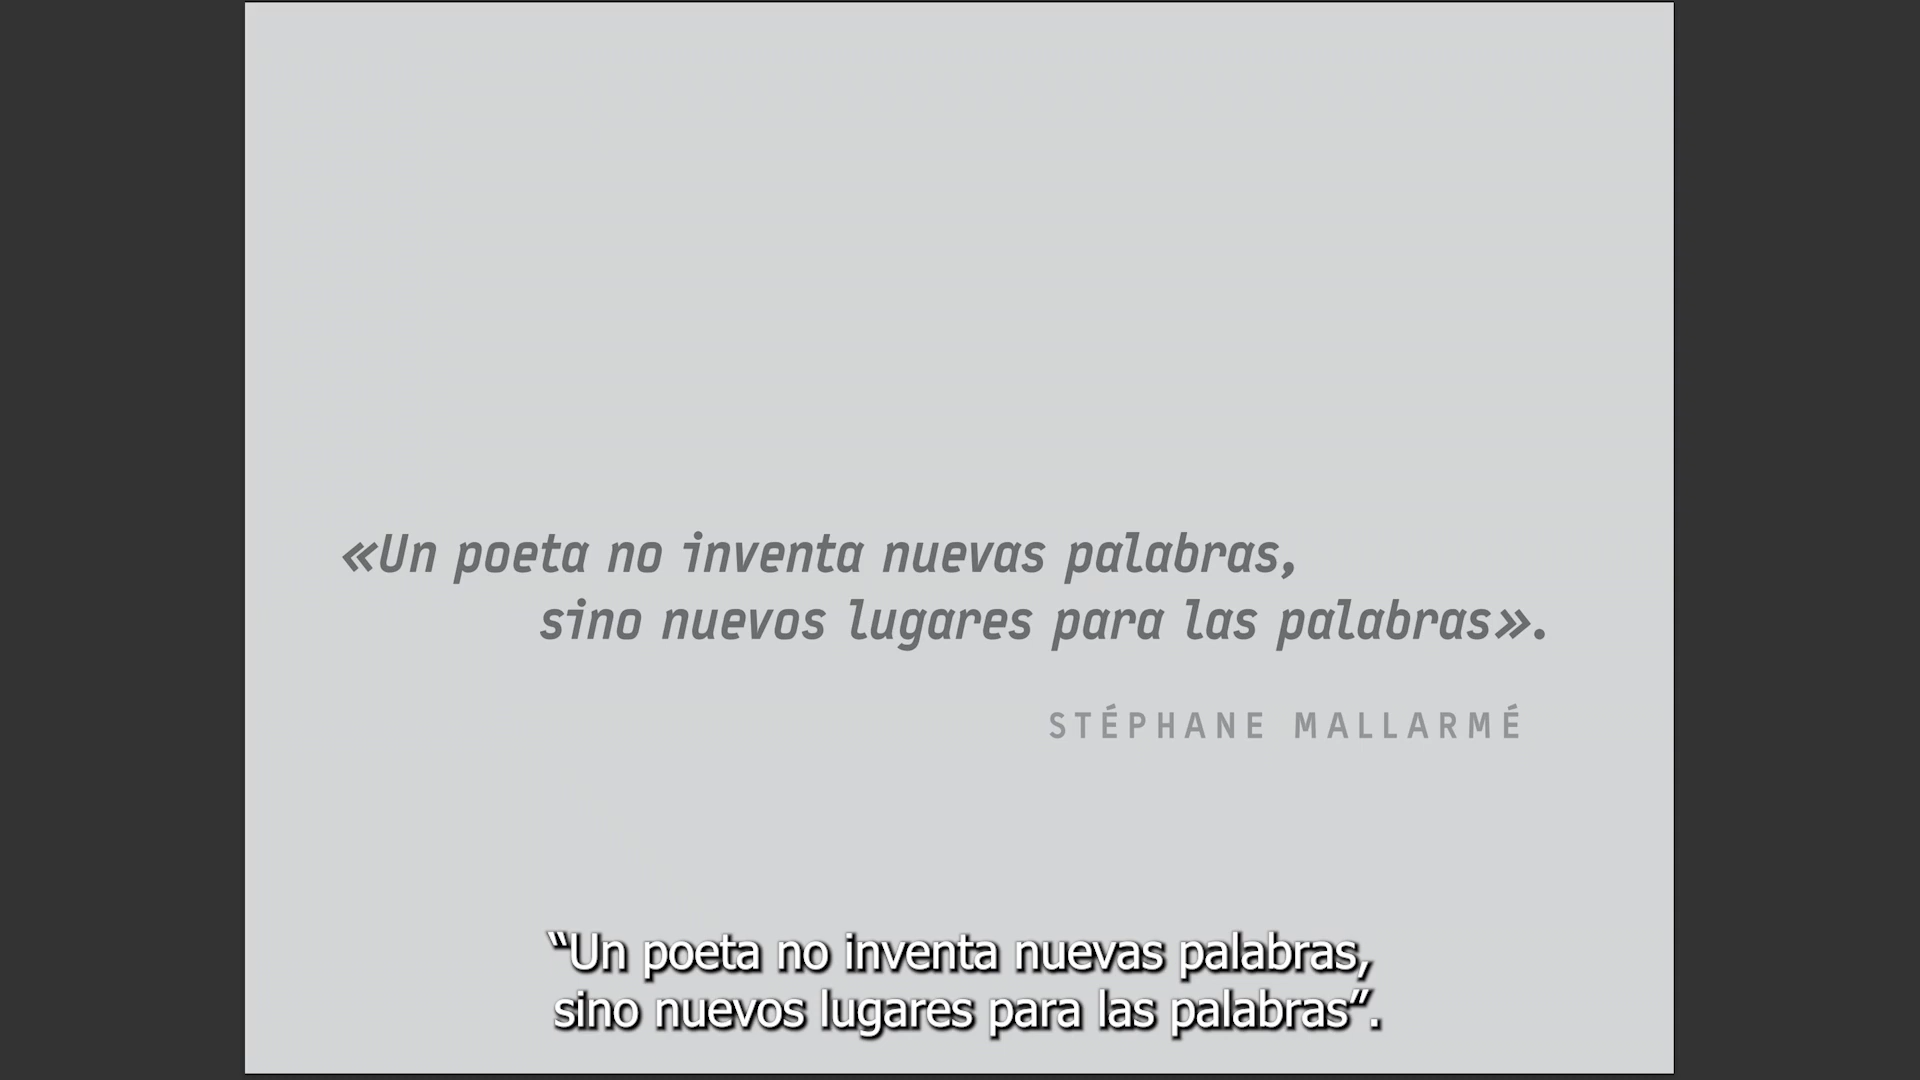 «Un poeta no inventa nuevas palabras,
sino nuevos lugares para las palabras».
STÉPHANE MALLARMÉ
“Un poeta no inventa nuevas palabras,
sino nuevos lugares para las palabras”.